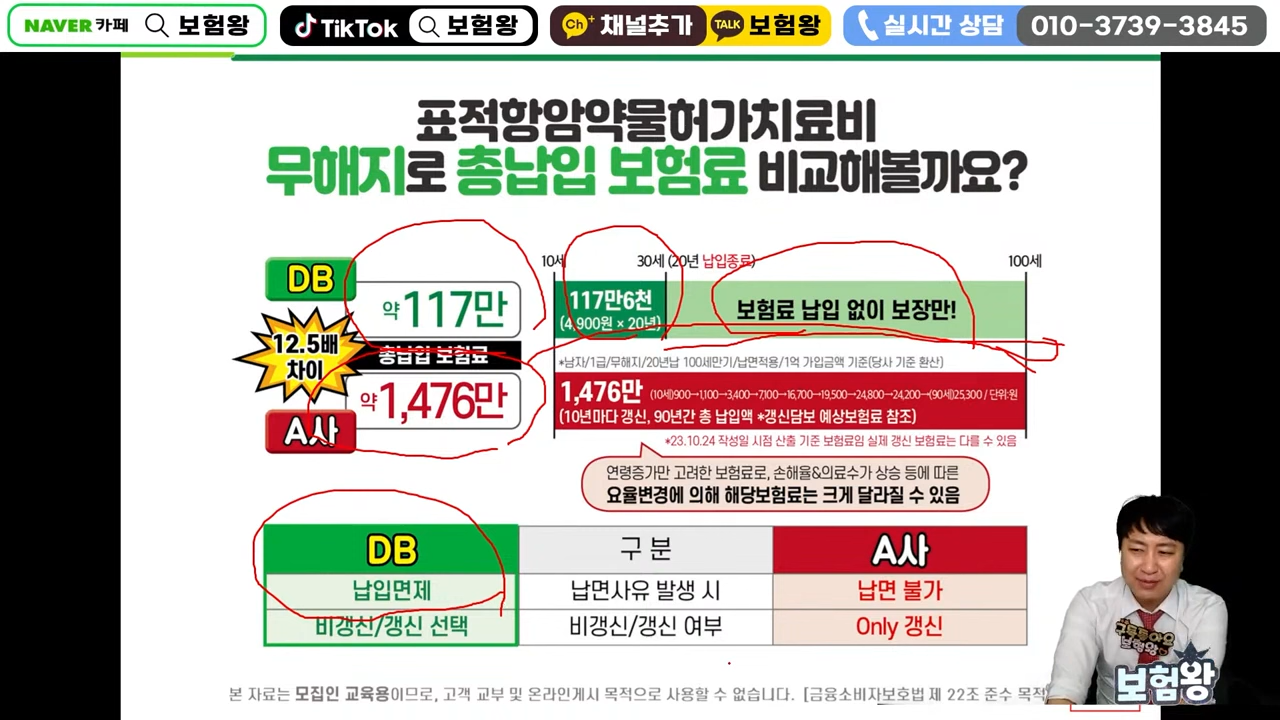 NAVER 카페 보험왕
TikTok 보험왕
Ch+ 채널추가 TALK 보험왕
실시간 상담 010-3739-3845
표적항암약물허가치료비
무해지로 총납입 보험료 비교해볼까요?
DB
약 117만
12.5배
차이
총납입 보험료
약 1,476만
A사
10세 30세 (20년 납입종료) 100세
117만6천
(4,900원 × 20년)
보험료 납입 없이 보장만!
*남자/1급/무해지/20년납 100세만기/납면적용/1억 가입금액 기준(당사 기준 환산)
1,476만 (10세)900→1,100→3,400→7,100→16,700→19,500→24,800→24,200→(90세)25,300 / 단위:원
(10년마다 갱신, 90년간 총 납입액 *갱신담보 예상보험료 참조)
*23.10.24 작성일 시점 산출 기준 보험료임 실제 갱신 보험료는 다를 수 있음
연령증가만 고려한 보험료로, 손해율&의료수가 상승 등에 따른
요율변경에 의해 해당보험료는 크게 달라질 수 있음
DB 구 분 A사
납입면제 납면사유 발생 시 납면 불가
비갱신/갱신 선택 비갱신/갱신 여부 Only 갱신
본 자료는 모집인 교육용이므로, 고객 교부 및 온라인게시 목적으로 사용할 수 없습니다. [금융소비자보호법 제 22조 준수 목적
보험왕
보험왕